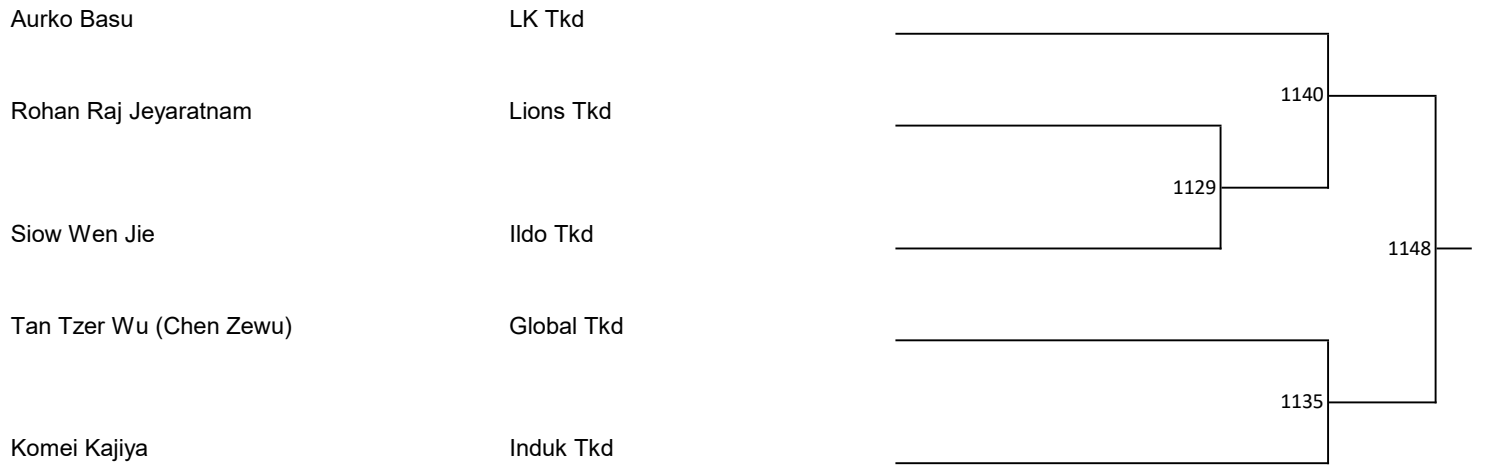 Aurko Basu LK Tkd
1140
Rohan Raj Jeyaratnam Lions Tkd
1129
Siow Wen Jie Ildo Tkd
1148
Tan Tzer Wu (Chen Zewu) Global Tkd
1135
Komei Kajiya Induk Tkd